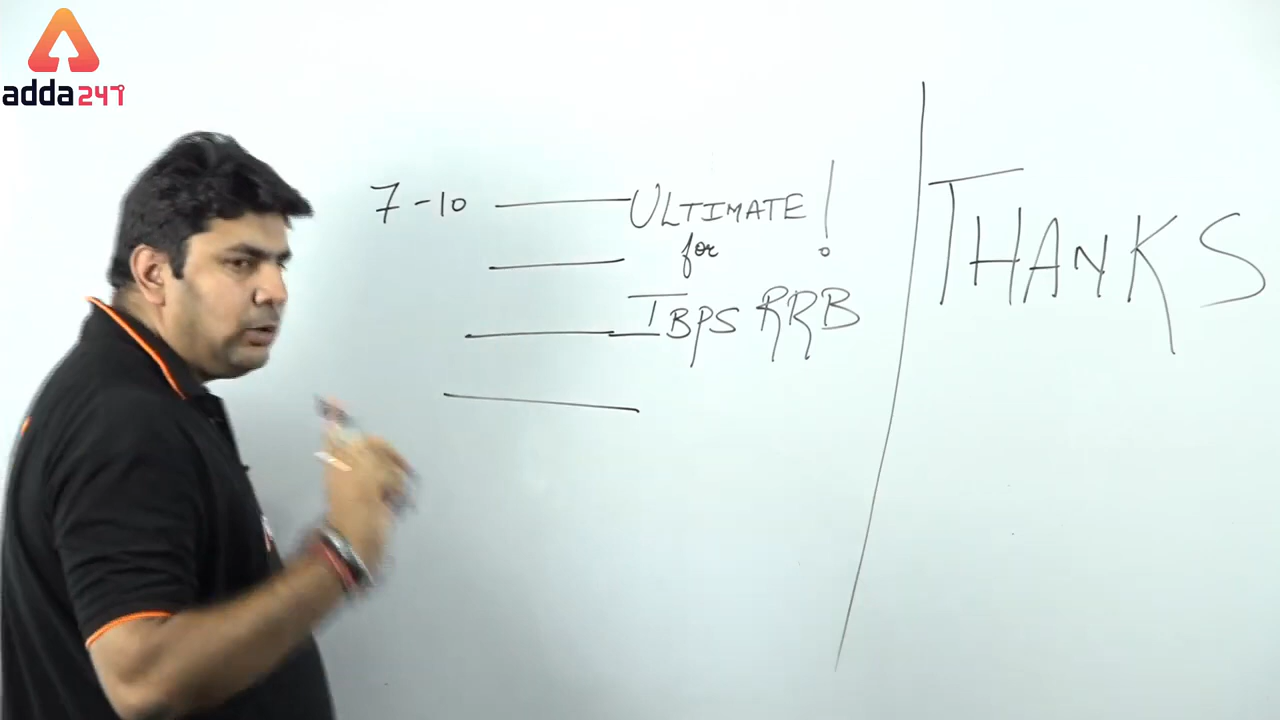 adda247
7-10 ULTIMATE!
for
IBPS RRB
THANKS